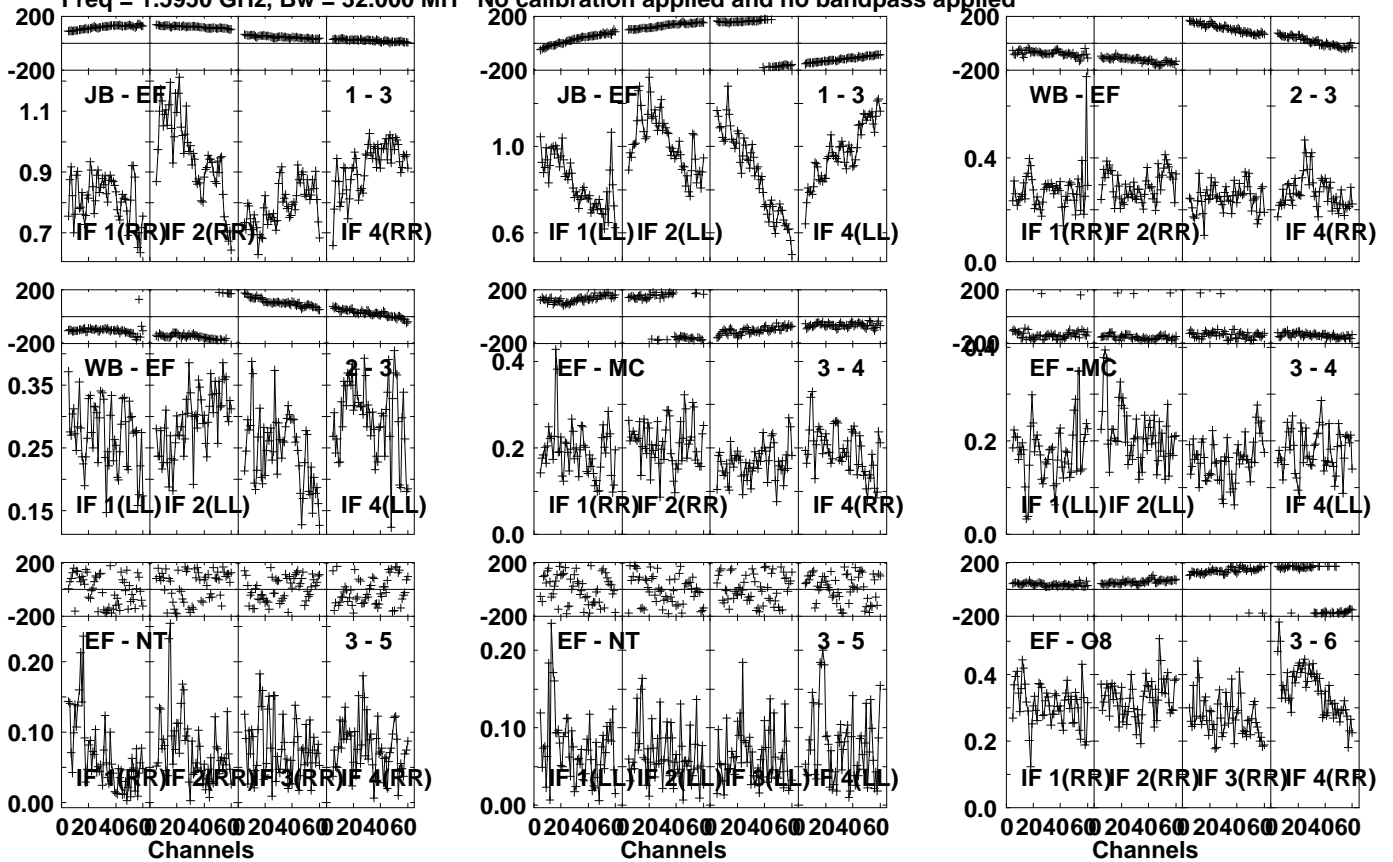 Freq = 1.5950 GHz, Bw = 32.000 MH No calibration applied and no bandpass applied
200
-200
1.1
0.9
0.7
JB - EF 1 - 3
IF 1(RR) IF 2(RR) IF 4(RR)
200
-200
1.0
0.6
JB - EF 1 - 3
IF 1(LL) IF 2(LL) IF 4(LL)
200
-200
0.4
0.0
WB - EF 2 - 3
IF 1(RR) IF 2(RR) IF 4(RR)
200
-200
0.35
0.25
0.15
WB - EF 2 - 3
IF 1(LL) IF 2(LL) IF 4(LL)
200
-200
0.4
0.2
0.0
EF - MC 3 - 4
IF 1(RR) IF 2(RR) IF 4(RR)
200
-200
0.4
0.2
0.0
EF - MC 3 - 4
IF 1(LL) IF 2(LL) IF 4(LL)
200
-200
0.20
0.10
0.00
EF - NT 3 - 5
IF 1(RR) IF 2(RR) IF 3(RR) IF 4(RR)
0 20 40 60 0 20 40 60 0 20 40 60 0 20 40 60
Channels
200
-200
0.20
0.10
0.00
EF - NT 3 - 5
IF 1(LL) IF 2(LL) IF 3(LL) IF 4(LL)
0 20 40 60 0 20 40 60 0 20 40 60 0 20 40 60
Channels
200
-200
0.4
0.2
0.0
EF - O8 3 - 6
IF 1(RR) IF 2(RR) IF 3(RR) IF 4(RR)
0 20 40 60 0 20 40 60 0 20 40 60 0 20 40 60
Channels